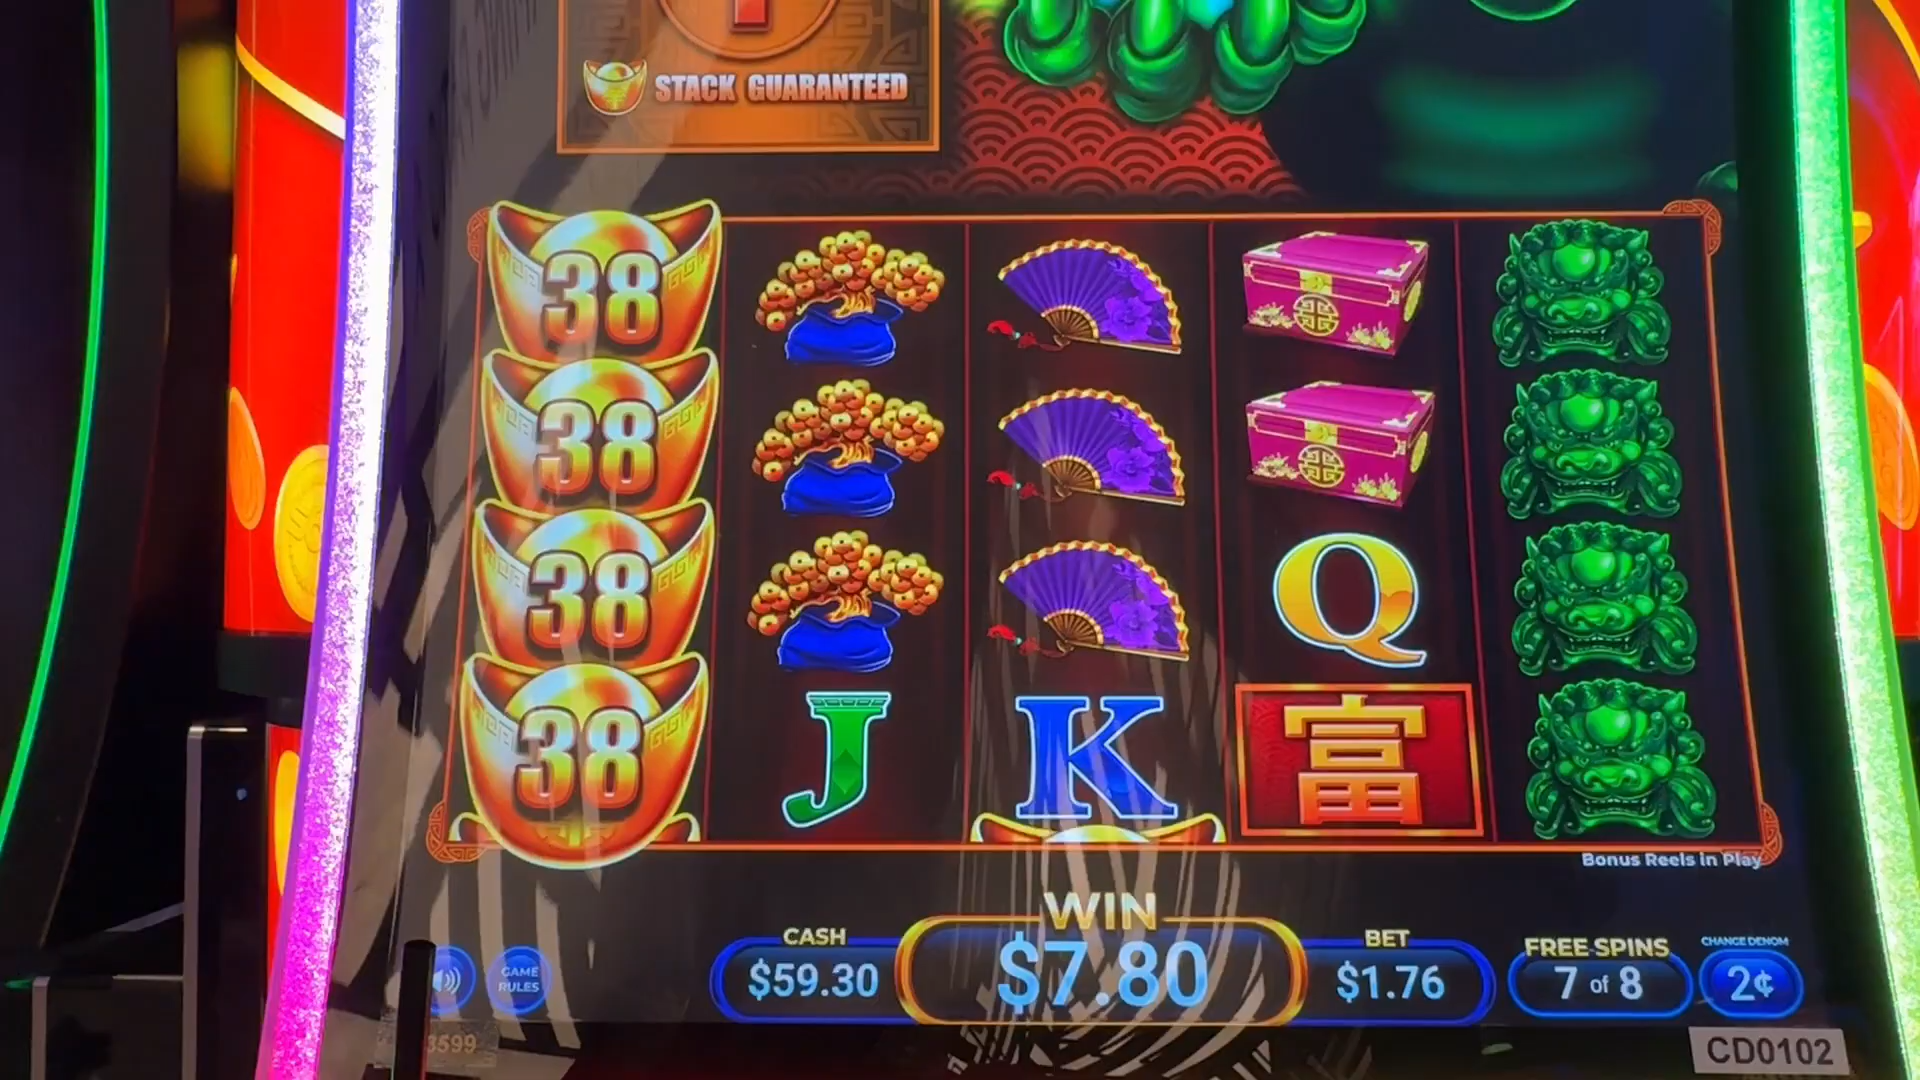 STACK GUARANTEED
38
38
38
38
J
K
Q
富
Bonus Reels in Play
CASH
$59.30
WIN
$7.80
BET
$1.76
FREE SPINS
7 of 8
CHANGE DENOM
2¢
GAME
RULES
3599
CD0102